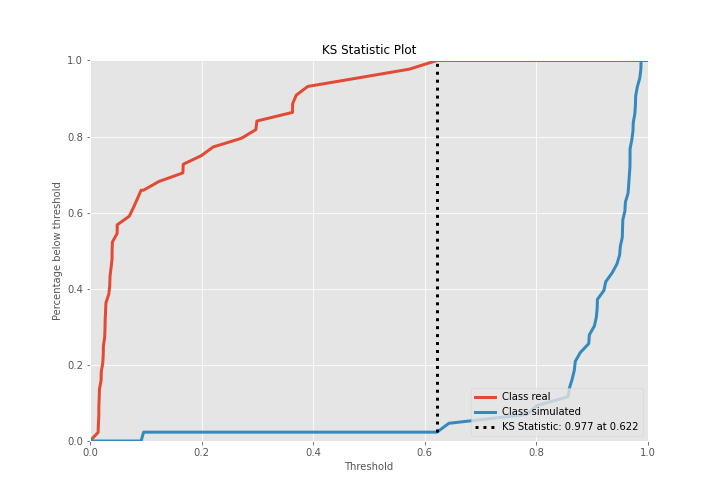 KS Statistic Plot
1.0
0.8
0.6
0.4
0.2
0.0
Percentage below threshold
0.0 0.2 0.4 0.6 0.8 1.0
Threshold
Class real
Class simulated
KS Statistic: 0.977 at 0.622